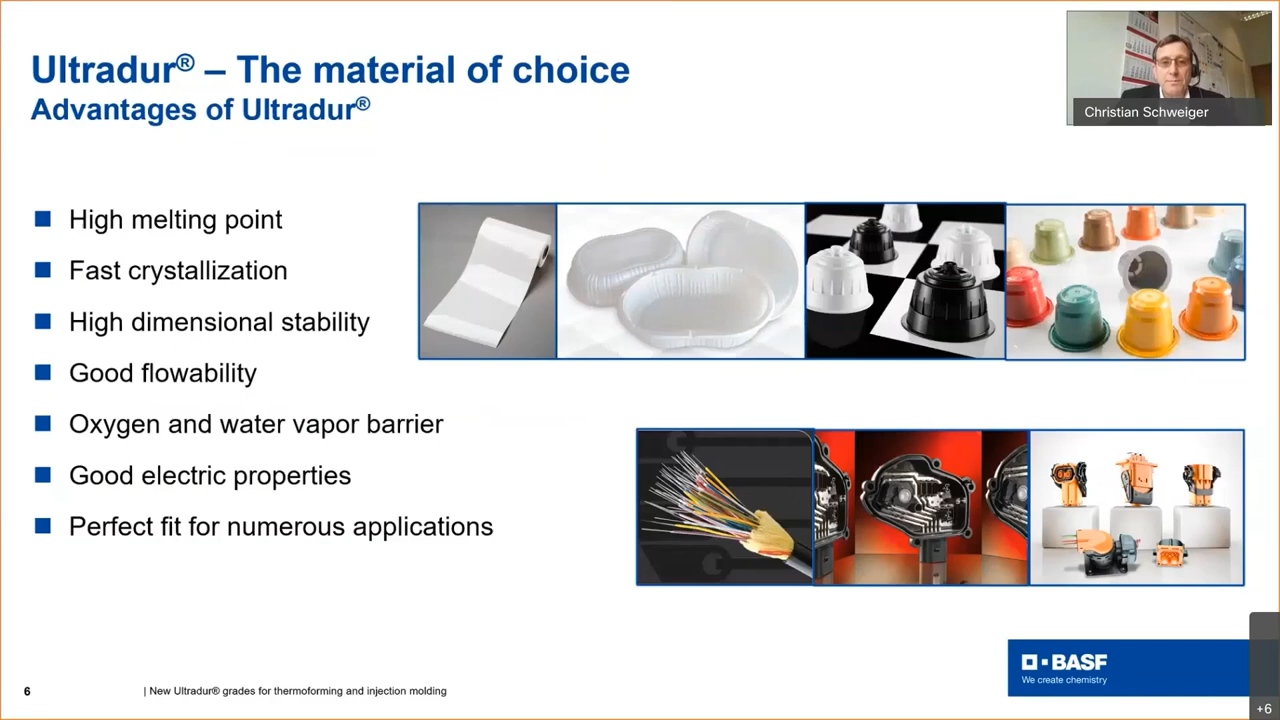 Ultradur® – The material of choice
Advantages of Ultradur®
Christian Schweiger
High melting point
Fast crystallization
High dimensional stability
Good flowability
Oxygen and water vapor barrier
Good electric properties
Perfect fit for numerous applications
BASF
We create chemistry
6
| New Ultradur® grades for thermoforming and injection molding
+6